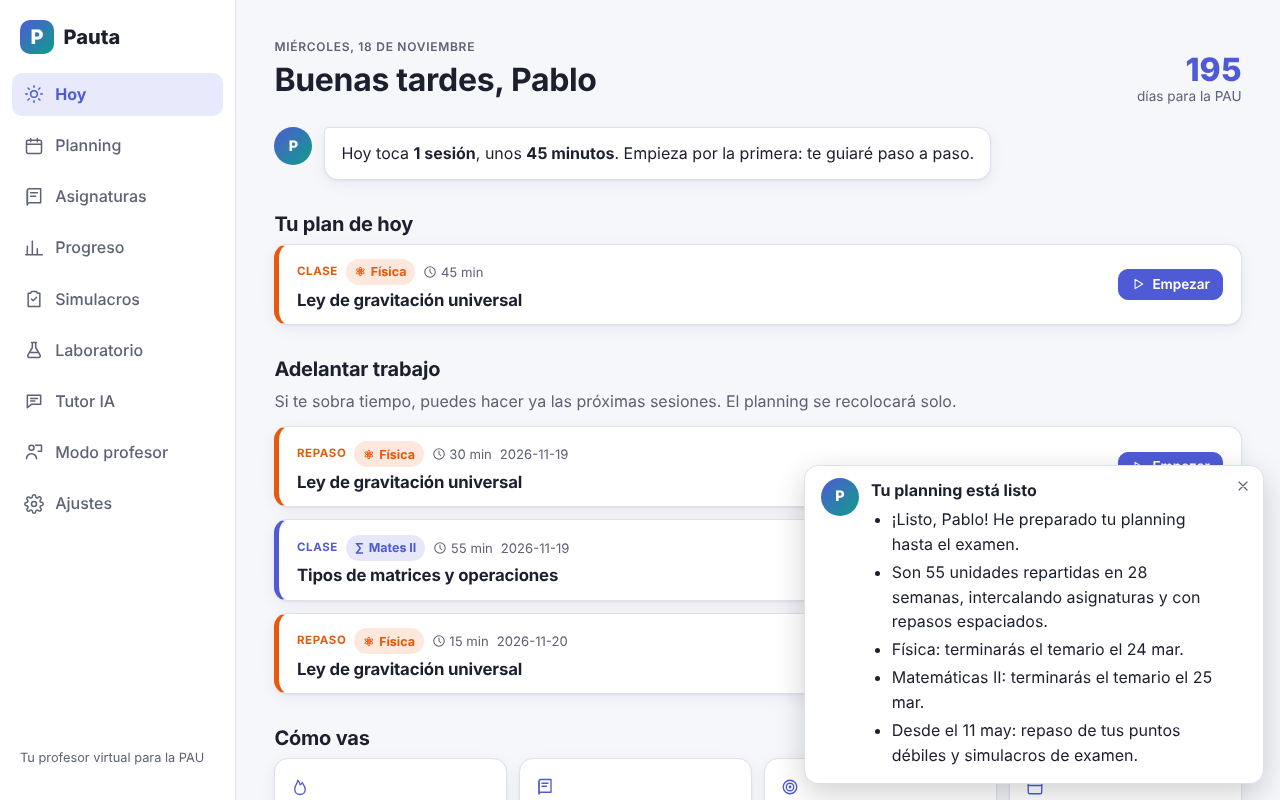 P Pauta
Hoy
Planning
Asignaturas
Progreso
Simulacros
Laboratorio
Tutor IA
Modo profesor
Ajustes
Tu profesor virtual para la PAU
MIÉRCOLES, 18 DE NOVIEMBRE
Buenas tardes, Pablo
195
días para la PAU
P
Hoy toca 1 sesión, unos 45 minutos. Empieza por la primera: te guiaré paso a paso.
Tu plan de hoy
CLASE Física 45 min
Ley de gravitación universal
Empezar
Adelantar trabajo
Si te sobra tiempo, puedes hacer ya las próximas sesiones. El planning se recolocará solo.
REPASO Física 30 min 2026-11-19
Ley de gravitación universal
Empezar
CLASE Mates II 55 min 2026-11-19
Tipos de matrices y operaciones
REPASO Física 15 min 2026-11-20
Ley de gravitación universal
Cómo vas
P
Tu planning está listo
• ¡Listo, Pablo! He preparado tu planning
hasta el examen.
• Son 55 unidades repartidas en 28
semanas, intercalando asignaturas y con
repasos espaciados.
• Física: terminarás el temario el 24 mar.
• Matemáticas II: terminarás el temario el 25
mar.
• Desde el 11 may: repaso de tus puntos
débiles y simulacros de examen.